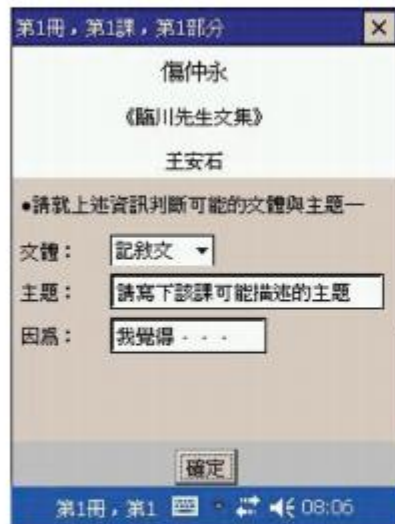 第1冊，第1課，第1部分
傷仲永
《臨川先生文集》
王安石
•請就上述資訊判斷可能的文體與主題—
文體： 記敘文
主題： 請寫下該課可能描述的主題
因爲： 我覺得．．．
確定
第1冊，第1 08:06